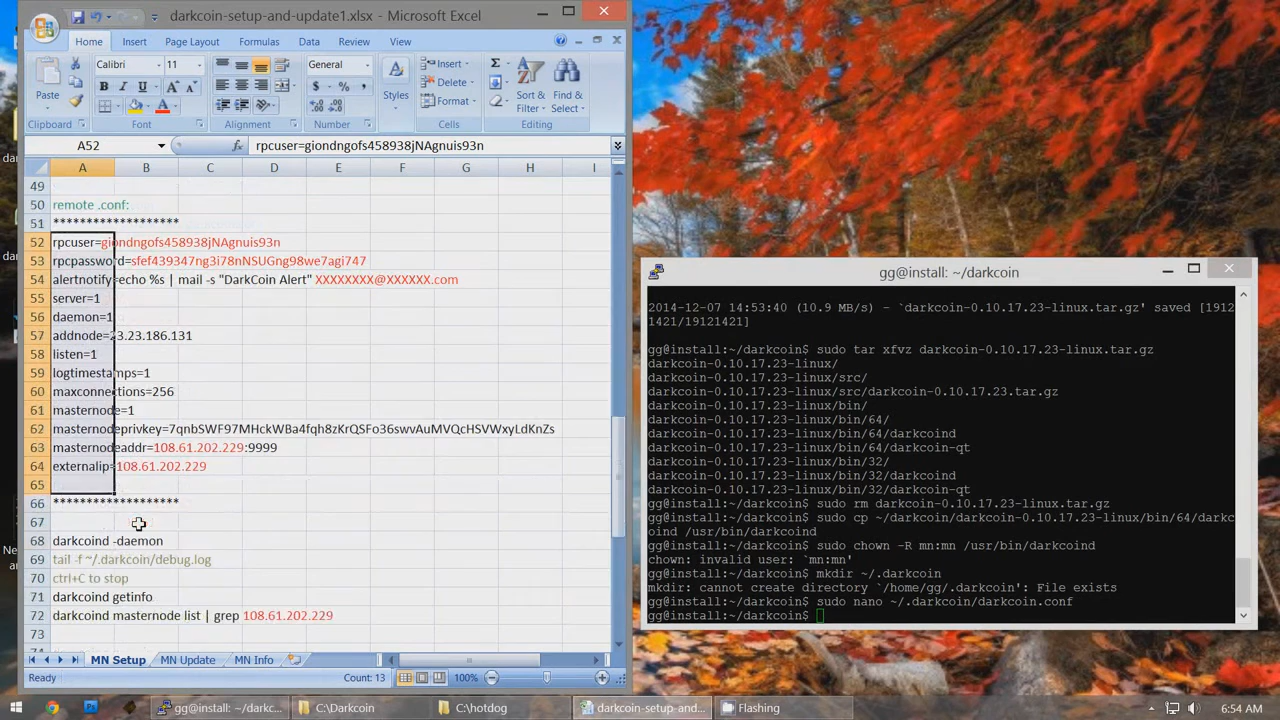 darkcoin-setup-and-update1.xlsx - Microsoft Excel
Home Insert Page Layout Formulas Data Review View
Calibri 11 General Insert Delete Format
Paste Styles Sort & Filter Find & Select
Clipboard Font Alignment Number Cells Editing
A52 fx rpcuser=giondngofs458938jNAgnuis93n
A B C D E F G H I
49
50 remote .conf:
51 *******************
52 rpcuser=giondngofs458938jNAgnuis93n
53 rpcpassword=sfef439347ng3i78nNSUGng98we7agi747
54 alertnotify=echo %s | mail -s "DarkCoin Alert" XXXXXXXX@XXXXXX.com
55 server=1
56 daemon=1
57 addnode=23.23.186.131
58 listen=1
59 logtimestamps=1
60 maxconnections=256
61 masternode=1
62 masternodeprivkey=7qnbSWF97MHckWBa4fqh8zKrQSFo36swvAuMVQcHSVWxyLdKnZs
63 masternodeaddr=108.61.202.229:9999
64 externalip=108.61.202.229
65
66 *******************
67
68 darkcoind -daemon
69 tail -f ~/.darkcoin/debug.log
70 ctrl+C to stop
71 darkcoind getinfo
72 darkcoind masternode list | grep 108.61.202.229
73
MN Setup MN Update MN Info
Ready Count: 13 100%
gg@install: ~/darkcoin
2014-12-07 14:53:40 (10.9 MB/s) - `darkcoin-0.10.17.23-linux.tar.gz' saved [1912
1421/19121421]
gg@install:~/darkcoin$ sudo tar xfvz darkcoin-0.10.17.23-linux.tar.gz
darkcoin-0.10.17.23-linux/
darkcoin-0.10.17.23-linux/src/
darkcoin-0.10.17.23-linux/src/darkcoin-0.10.17.23.tar.gz
darkcoin-0.10.17.23-linux/bin/
darkcoin-0.10.17.23-linux/bin/64/
darkcoin-0.10.17.23-linux/bin/64/darkcoind
darkcoin-0.10.17.23-linux/bin/64/darkcoin-qt
darkcoin-0.10.17.23-linux/bin/32/
darkcoin-0.10.17.23-linux/bin/32/darkcoind
darkcoin-0.10.17.23-linux/bin/32/darkcoin-qt
gg@install:~/darkcoin$ sudo rm darkcoin-0.10.17.23-linux.tar.gz
gg@install:~/darkcoin$ sudo cp ~/darkcoin/darkcoin-0.10.17.23-linux/bin/64/darkc
oind /usr/bin/darkcoind
gg@install:~/darkcoin$ sudo chown -R mn:mn /usr/bin/darkcoind
chown: invalid user: `mn:mn'
gg@install:~/darkcoin$ mkdir ~/.darkcoin
mkdir: cannot create directory `/home/gg/.darkcoin': File exists
gg@install:~/darkcoin$ sudo nano ~/.darkcoin/darkcoin.conf
gg@install:~/darkcoin$
gg@install: ~/darkc... C:\Darkcoin C:\hotdog darkcoin-setup-and-... Flashing 6:54 AM